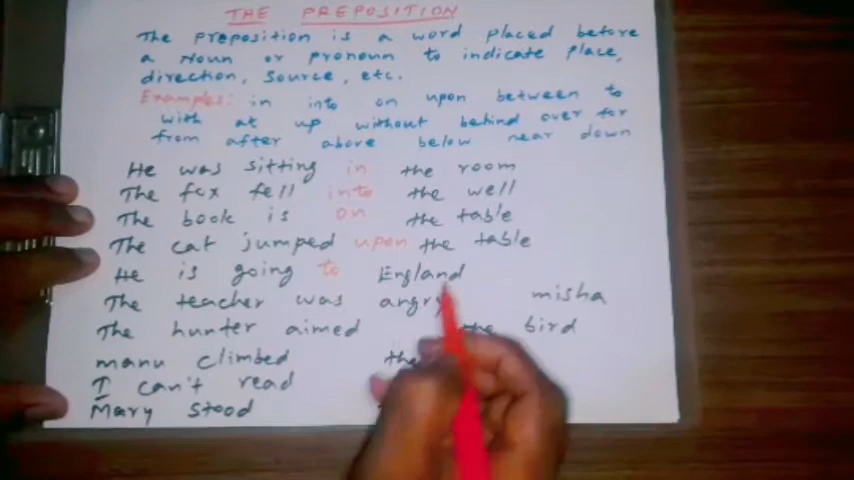 THE PREPOSITION
The preposition is a word placed before
a Noun or pronoun to indicate place,
direction, source, etc.
Examples: in into on upon between to
with at up without behind over for
from after above below near down
He was sitting in the room
The fox fell into the well
The book is on the table
The cat jumped upon the table
He is going to England
The teacher was angry misha
The hunter aimed the bird
manu climbed the
I can't read
Mary stood